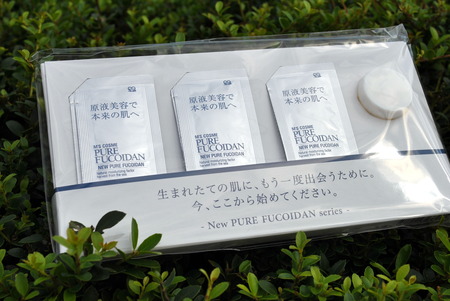 原液美容で
本来の肌へ
M'S COSME
PURE
FUCOIDAN
NEW PURE FUCOIDAN
原液美容で
本来の肌へ
M'S COSME
PURE
FUCOIDAN
NEW PURE FUCOIDAN
原液美容で
本来の肌へ
M'S COSME
PURE
FUCOIDAN
NEW PURE FUCOIDAN
生まれたての肌に、もう一度出会うために。
今、ここから始めてください。
- New PURE FUCOIDAN series -